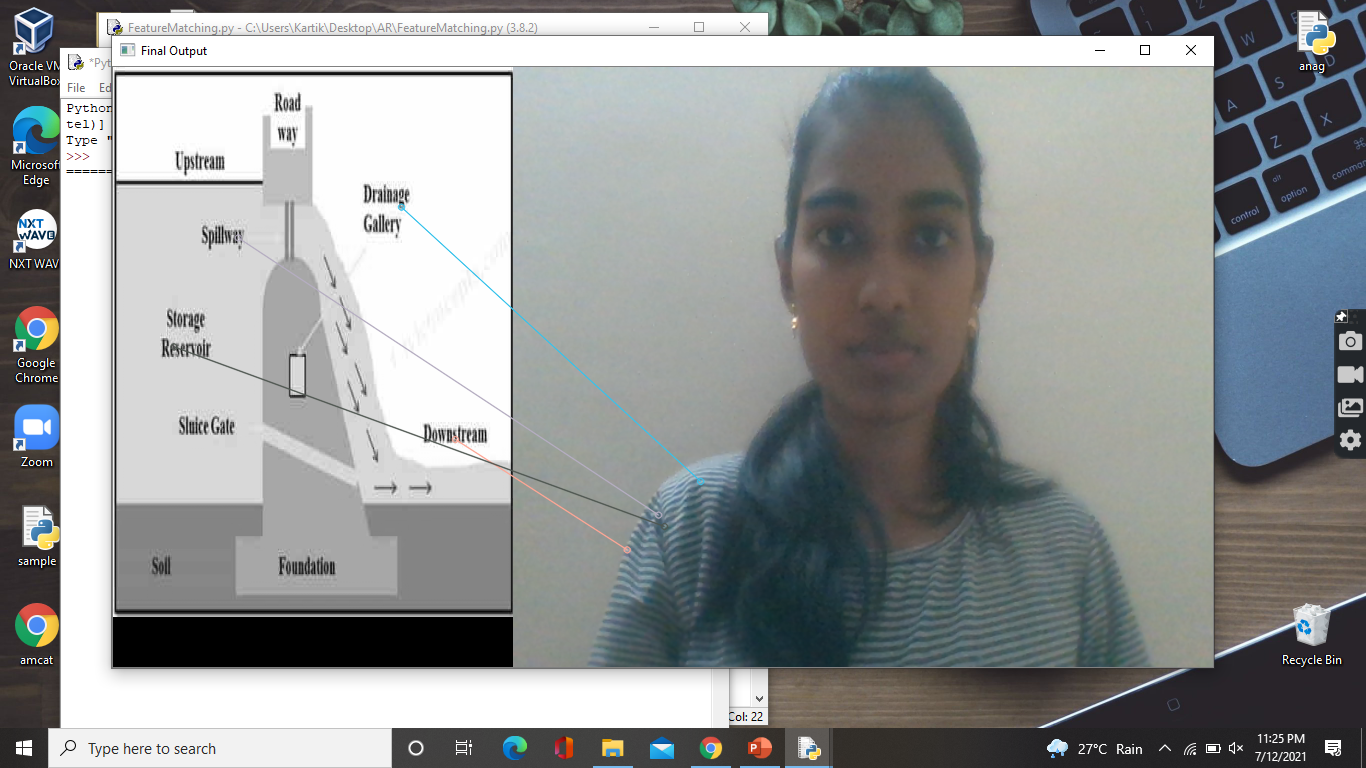 FeatureMatching.py - C:\Users\Kartik\Desktop\AR\FeatureMatching.py (3.8.2)
Final Output
Oracle VM
VirtualBox
File
Python
tel)]
Type "
>>>
Microsoft
Edge
NXT
WAVE
NXT WAV
Google
Chrome
Zoom
sample
amcat
Road
way
Upstream
Drainage
Gallery
Spillway
Storage
Reservoir
Sluice Gate
Downstream
Soil
Foundation
anag
A
S
D
Z
X
control
option
command
Recycle Bin
Col: 22
Type here to search
27°C Rain
11:25 PM
7/12/2021